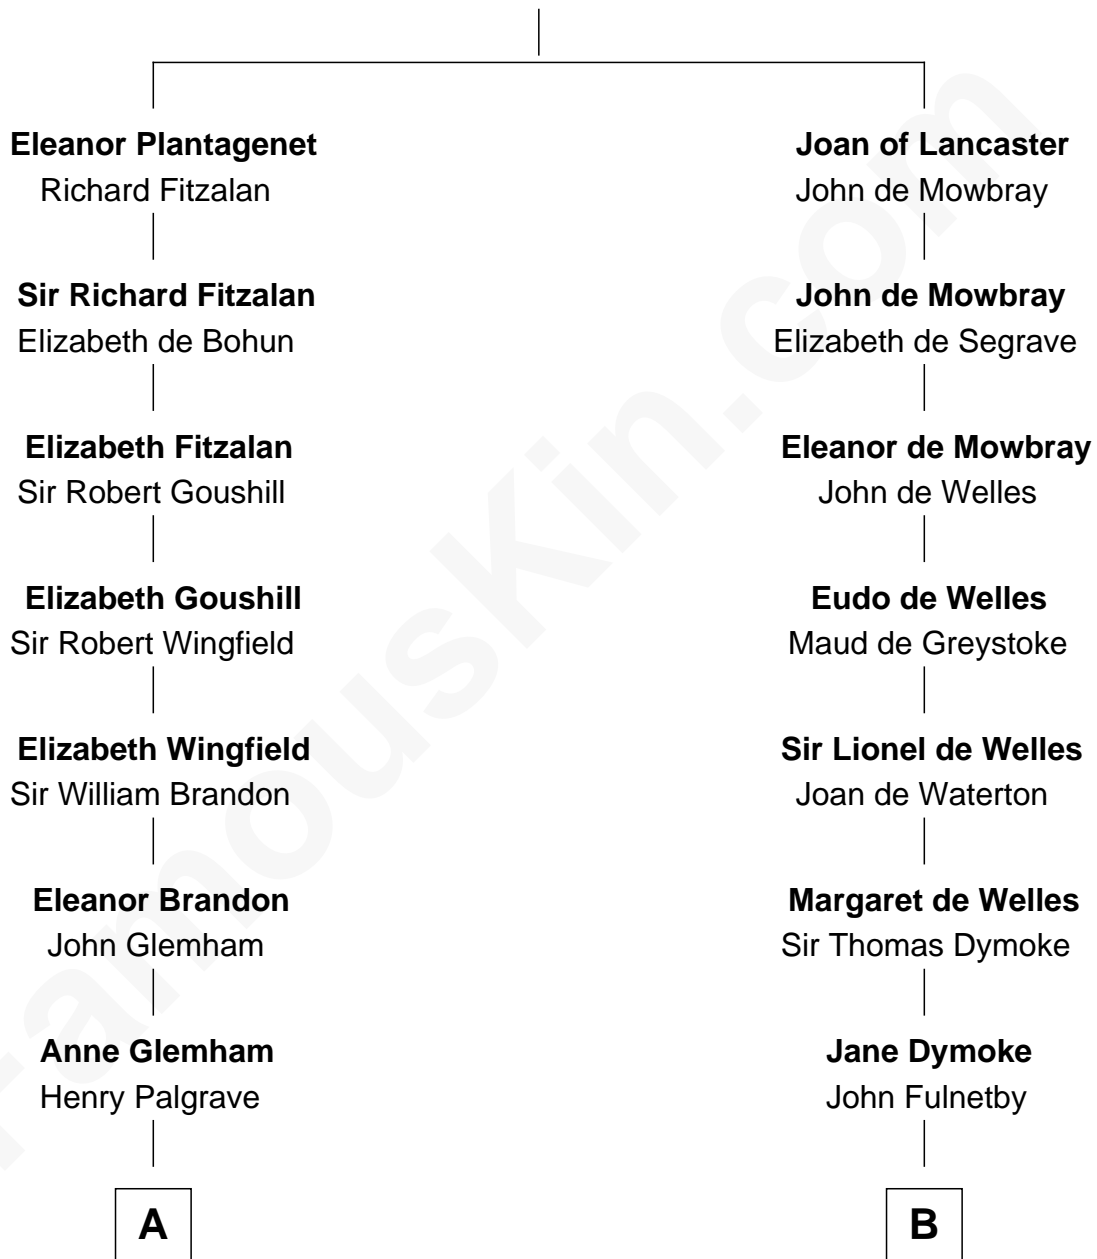 Eleanor Plantagenet
Richard Fitzalan
Sir Richard Fitzalan
Elizabeth de Bohun
Elizabeth Fitzalan
Sir Robert Goushill
Elizabeth Goushill
Sir Robert Wingfield
Elizabeth Wingfield
Sir William Brandon
Eleanor Brandon
John Glemham
Anne Glemham
Henry Palgrave
A
Joan of Lancaster
John de Mowbray
John de Mowbray
Elizabeth de Segrave
Eleanor de Mowbray
John de Welles
Eudo de Welles
Maud de Greystoke
Sir Lionel de Welles
Joan de Waterton
Margaret de Welles
Sir Thomas Dymoke
Jane Dymoke
John Fulnetby
B
FamousKin.com